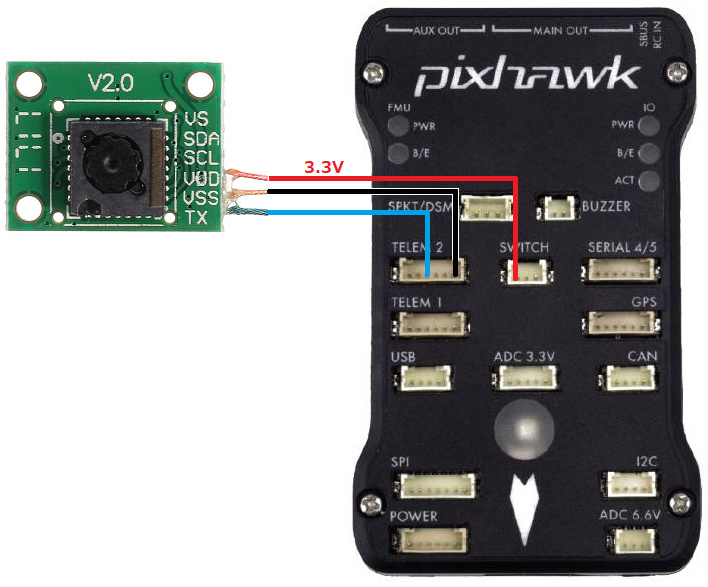 AUX OUT MAIN OUT
SBUS
RC IN
pixhawk
FMU IO
PWR PWR
B/E B/E
ACT
V2.0
VS
SDA
SCL
VDD
VSS
TX
3.3V
SPKT/DSM BUZZER
TELEM 2 SWITCH SERIAL 4/5
TELEM 1 GPS
USB ADC 3.3V CAN
SPI I2C
POWER ADC 6.6V